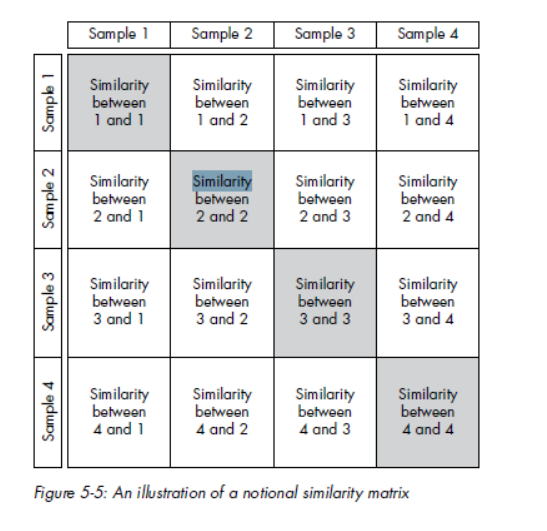 Sample 1 Sample 2 Sample 3 Sample 4
Sample 1
Similarity between 1 and 1
Similarity between 1 and 2
Similarity between 1 and 3
Similarity between 1 and 4
Sample 2
Similarity between 2 and 1
Similarity between 2 and 2
Similarity between 2 and 3
Similarity between 2 and 4
Sample 3
Similarity between 3 and 1
Similarity between 3 and 2
Similarity between 3 and 3
Similarity between 3 and 4
Sample 4
Similarity between 4 and 1
Similarity between 4 and 2
Similarity between 4 and 3
Similarity between 4 and 4
Figure 5-5: An illustration of a notional similarity matrix